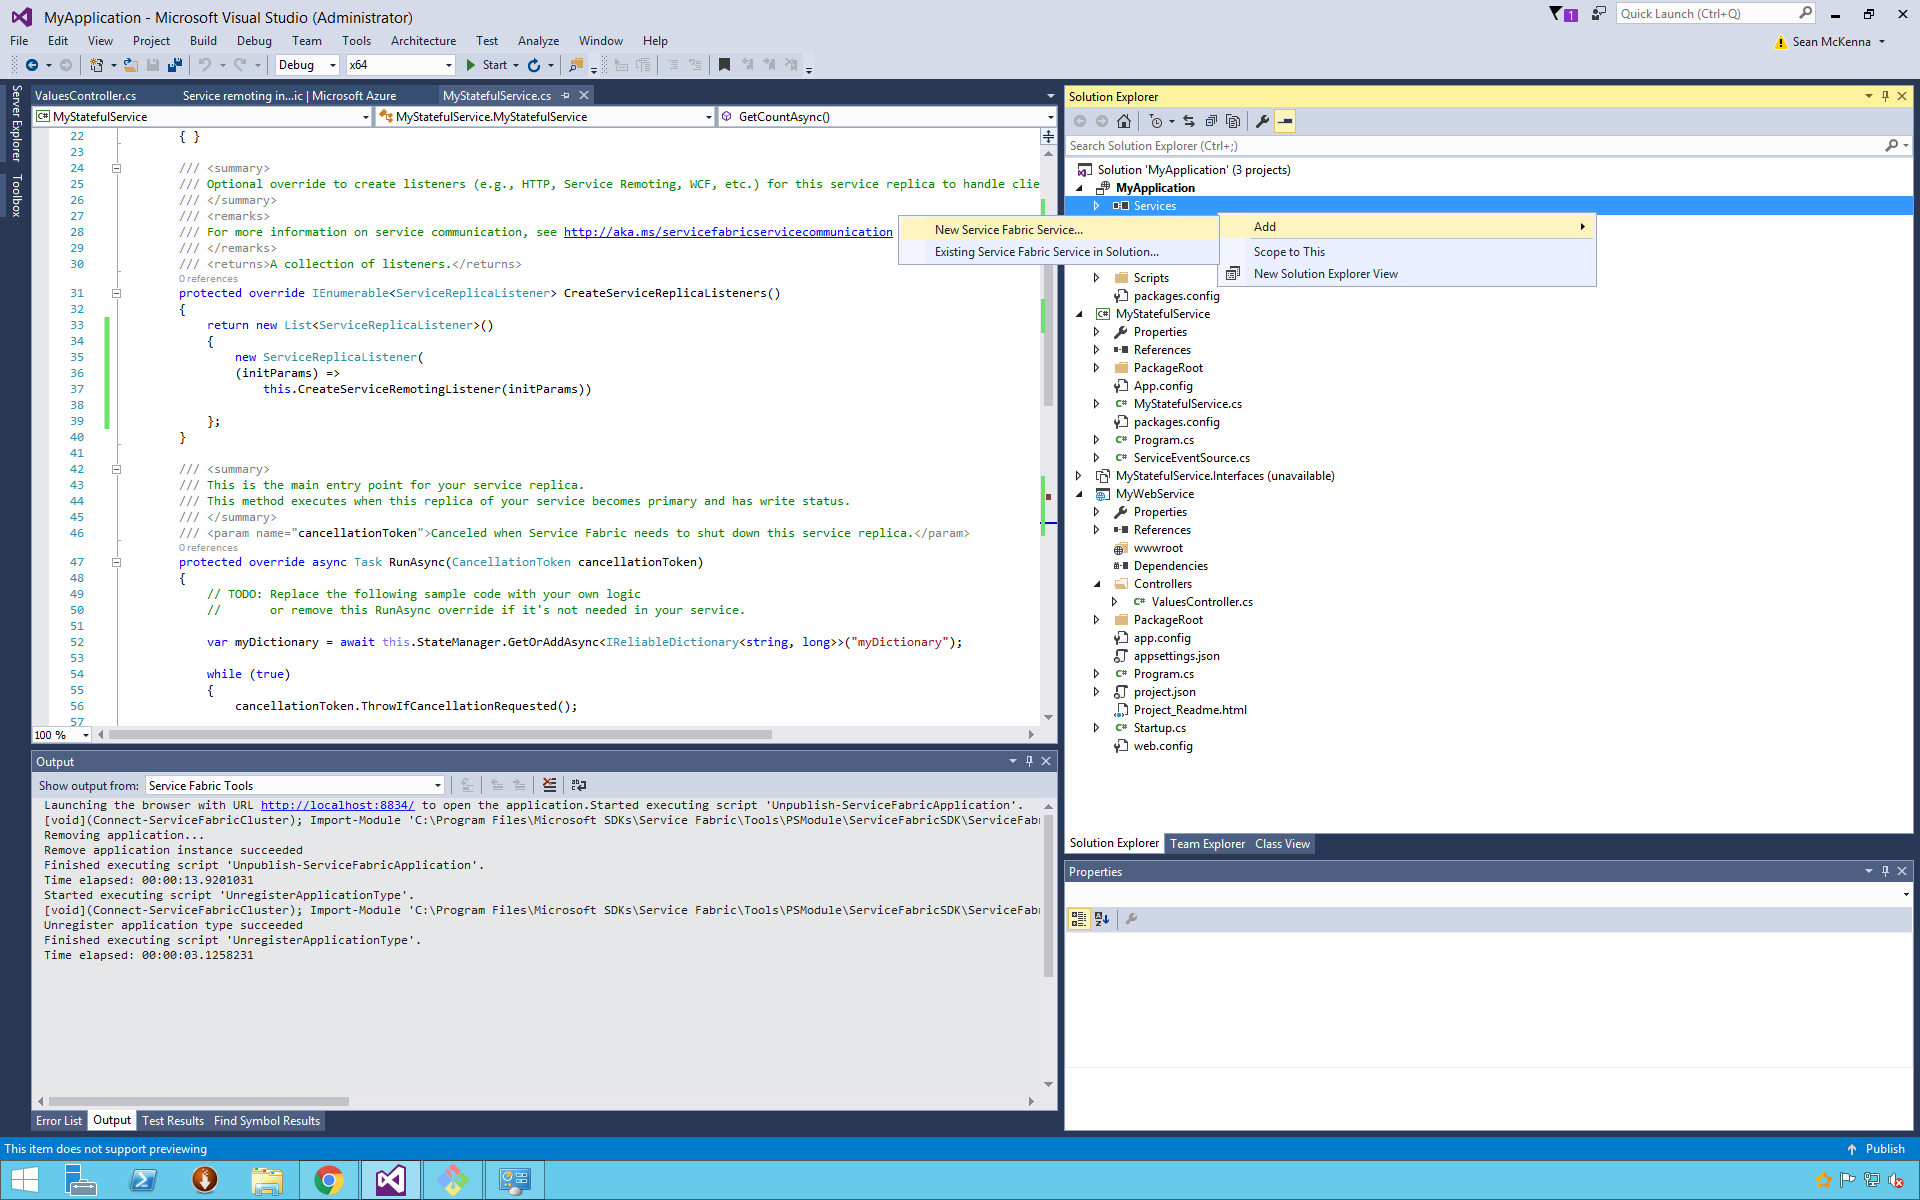 MyApplication - Microsoft Visual Studio (Administrator)
1
Quick Launch (Ctrl+Q)
File Edit View Project Build Debug Team Tools Architecture Test Analyze Window Help
Sean McKenna
Debug x64 Start
Server Explorer
Toolbox
ValuesController.cs Service remoting in...ic | Microsoft Azure MyStatefulService.cs
C# MyStatefulService MyStatefulService.MyStatefulService GetCountAsync()
22 { }
23
24 /// <summary>
25 /// Optional override to create listeners (e.g., HTTP, Service Remoting, WCF, etc.) for this service replica to handle clie
26 /// </summary>
27 /// <remarks>
28 /// For more information on service communication, see http://aka.ms/servicefabricservicecommunication
29 /// </remarks>
30 /// <returns>A collection of listeners.</returns>
0 references
31 protected override IEnumerable<ServiceReplicaListener> CreateServiceReplicaListeners()
32 {
33 return new List<ServiceReplicaListener>()
34 {
35 new ServiceReplicaListener(
36 (initParams) =>
37 this.CreateServiceRemotingListener(initParams))
38
39 };
40 }
41
42 /// <summary>
43 /// This is the main entry point for your service replica.
44 /// This method executes when this replica of your service becomes primary and has write status.
45 /// </summary>
46 /// <param name="cancellationToken">Canceled when Service Fabric needs to shut down this service replica.</param>
0 references
47 protected override async Task RunAsync(CancellationToken cancellationToken)
48 {
49 // TODO: Replace the following sample code with your own logic
50 // or remove this RunAsync override if it's not needed in your service.
51
52 var myDictionary = await this.StateManager.GetOrAddAsync<IReliableDictionary<string, long>>("myDictionary");
53
54 while (true)
55 {
56 cancellationToken.ThrowIfCancellationRequested();
57
100 %
Output
Show output from: Service Fabric Tools
Launching the browser with URL http://localhost:8834/ to open the application.Started executing script 'Unpublish-ServiceFabricApplication'.
[void](Connect-ServiceFabricCluster); Import-Module 'C:\Program Files\Microsoft SDKs\Service Fabric\Tools\PSModule\ServiceFabricSDK\ServiceFabr
Removing application...
Remove application instance succeeded
Finished executing script 'Unpublish-ServiceFabricApplication'.
Time elapsed: 00:00:13.9201031
Started executing script 'UnregisterApplicationType'.
[void](Connect-ServiceFabricCluster); Import-Module 'C:\Program Files\Microsoft SDKs\Service Fabric\Tools\PSModule\ServiceFabricSDK\ServiceFabr
Unregister application type succeeded
Finished executing script 'UnregisterApplicationType'.
Time elapsed: 00:00:03.1258231
Error List Output Test Results Find Symbol Results
Solution Explorer
Search Solution Explorer (Ctrl+;)
Solution 'MyApplication' (3 projects)
MyApplication
Services
New Service Fabric Service...
Existing Service Fabric Service in Solution...
Add
Scope to This
New Solution Explorer View
Scripts
packages.config
C# MyStatefulService
Properties
References
PackageRoot
App.config
C# MyStatefulService.cs
packages.config
C# Program.cs
C# ServiceEventSource.cs
MyStatefulService.Interfaces (unavailable)
MyWebService
Properties
References
wwwroot
Dependencies
Controllers
C# ValuesController.cs
PackageRoot
app.config
appsettings.json
C# Program.cs
project.json
Project_Readme.html
C# Startup.cs
web.config
Solution Explorer Team Explorer Class View
Properties
This item does not support previewing
Publish